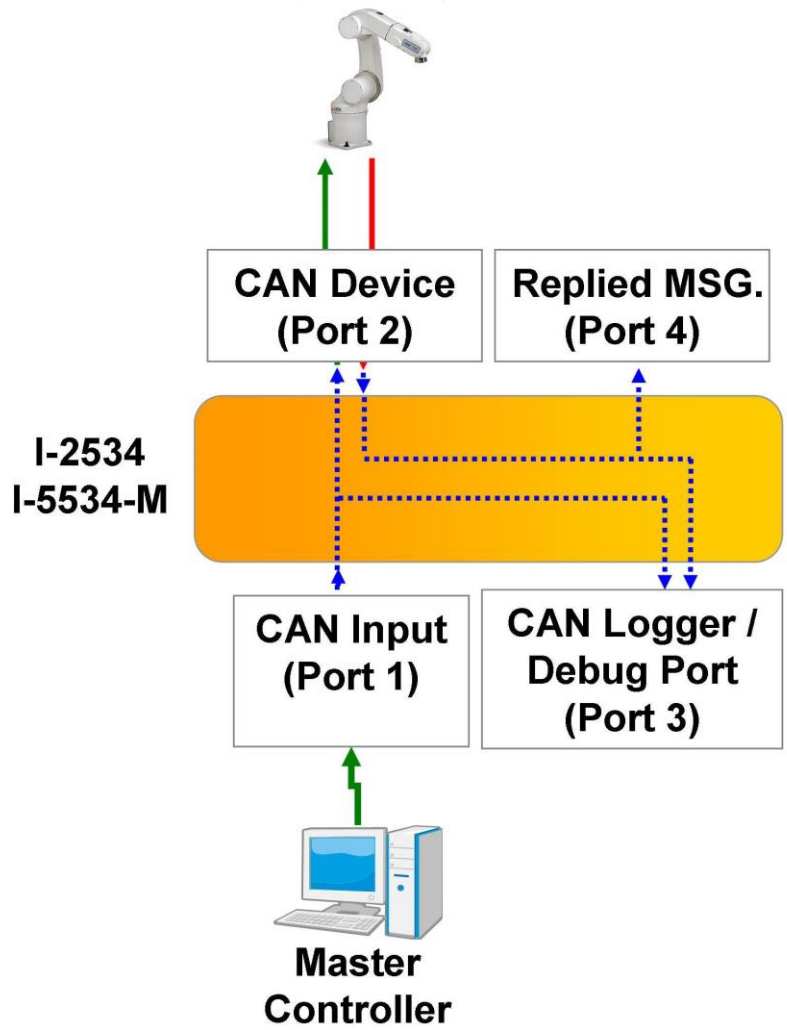 CAN Device
(Port 2)
Replied MSG.
(Port 4)
I-2534
I-5534-M
CAN Input
(Port 1)
CAN Logger /
Debug Port
(Port 3)
Master
Controller